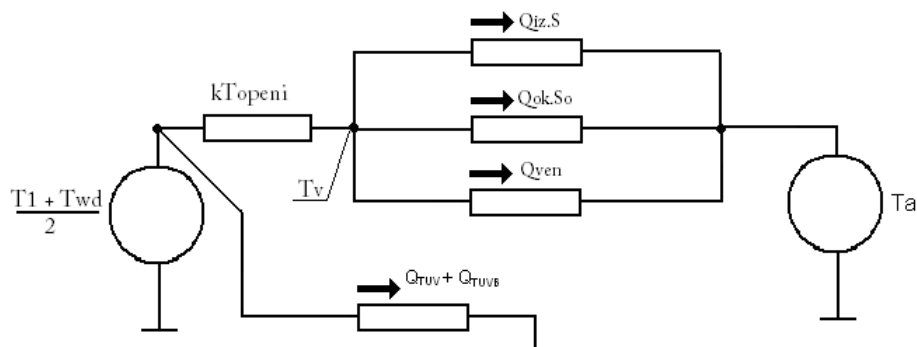 Qiz.S
kTopeni
Qok.So
Tv
Qven
T1 + Twd
2
Ta
QTUV + QTUVB